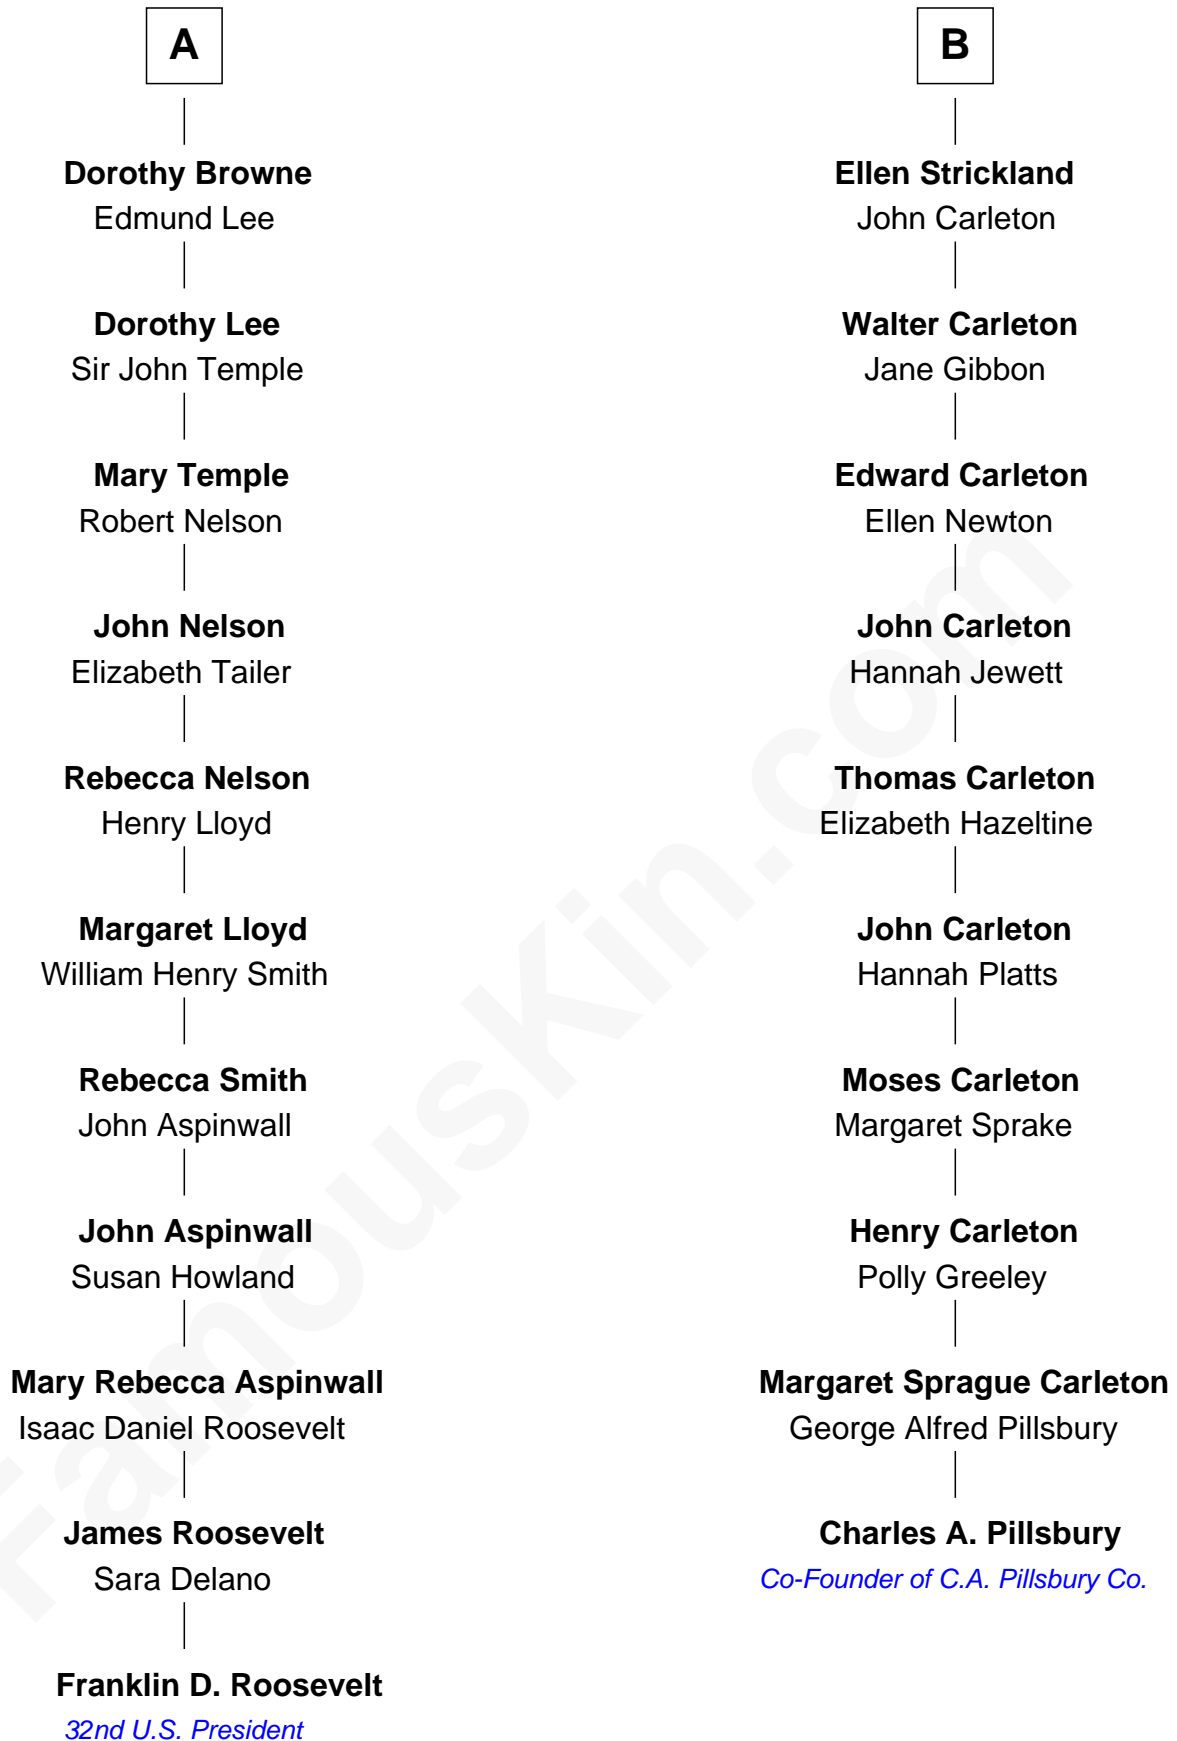 A
Dorothy Browne
Edmund Lee
Dorothy Lee
Sir John Temple
Mary Temple
Robert Nelson
John Nelson
Elizabeth Tailer
Rebecca Nelson
Henry Lloyd
Margaret Lloyd
William Henry Smith
Rebecca Smith
John Aspinwall
John Aspinwall
Susan Howland
Mary Rebecca Aspinwall
Isaac Daniel Roosevelt
James Roosevelt
Sara Delano
Franklin D. Roosevelt
32nd U.S. President
B
Ellen Strickland
John Carleton
Walter Carleton
Jane Gibbon
Edward Carleton
Ellen Newton
John Carleton
Hannah Jewett
Thomas Carleton
Elizabeth Hazeltine
John Carleton
Hannah Platts
Moses Carleton
Margaret Sprake
Henry Carleton
Polly Greeley
Margaret Sprague Carleton
George Alfred Pillsbury
Charles A. Pillsbury
Co-Founder of C.A. Pillsbury Co.
FamousKin.com